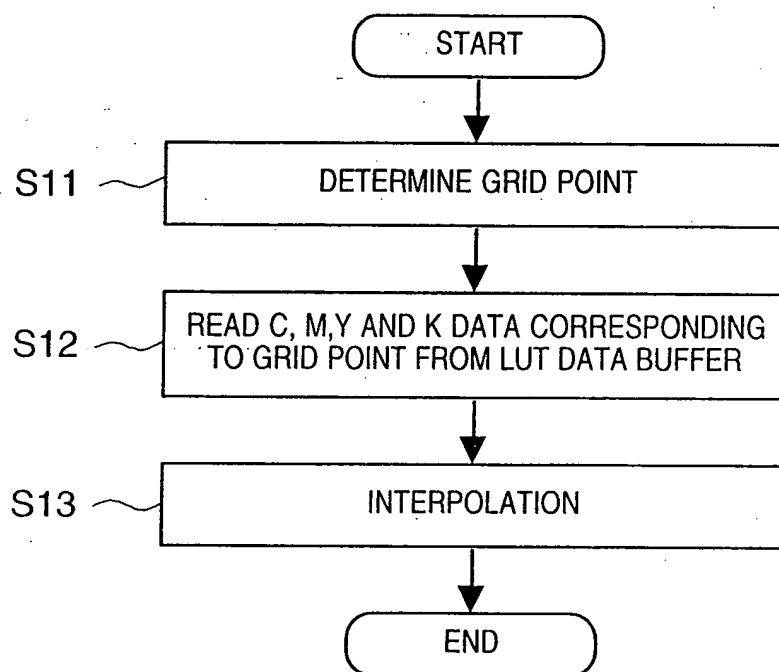 START
S11
DETERMINE GRID POINT
S12
READ C, M,Y AND K DATA CORRESPONDING
TO GRID POINT FROM LUT DATA BUFFER
S13
INTERPOLATION
END